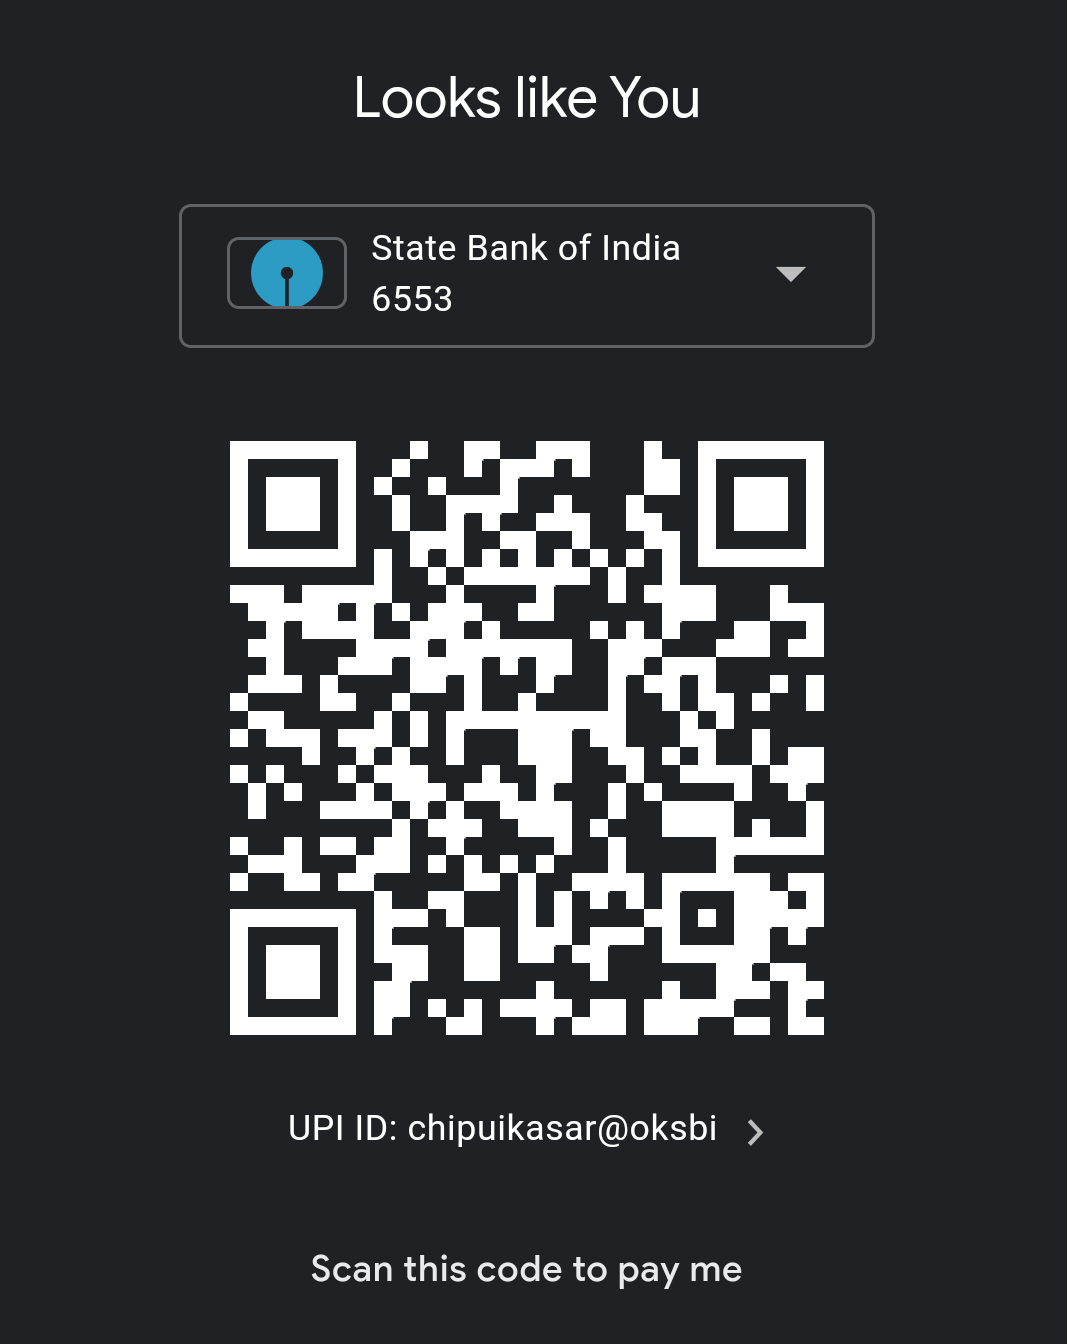 Looks like You
State Bank of India
6553
UPI ID: chipuikasar@oksbi
Scan this code to pay me